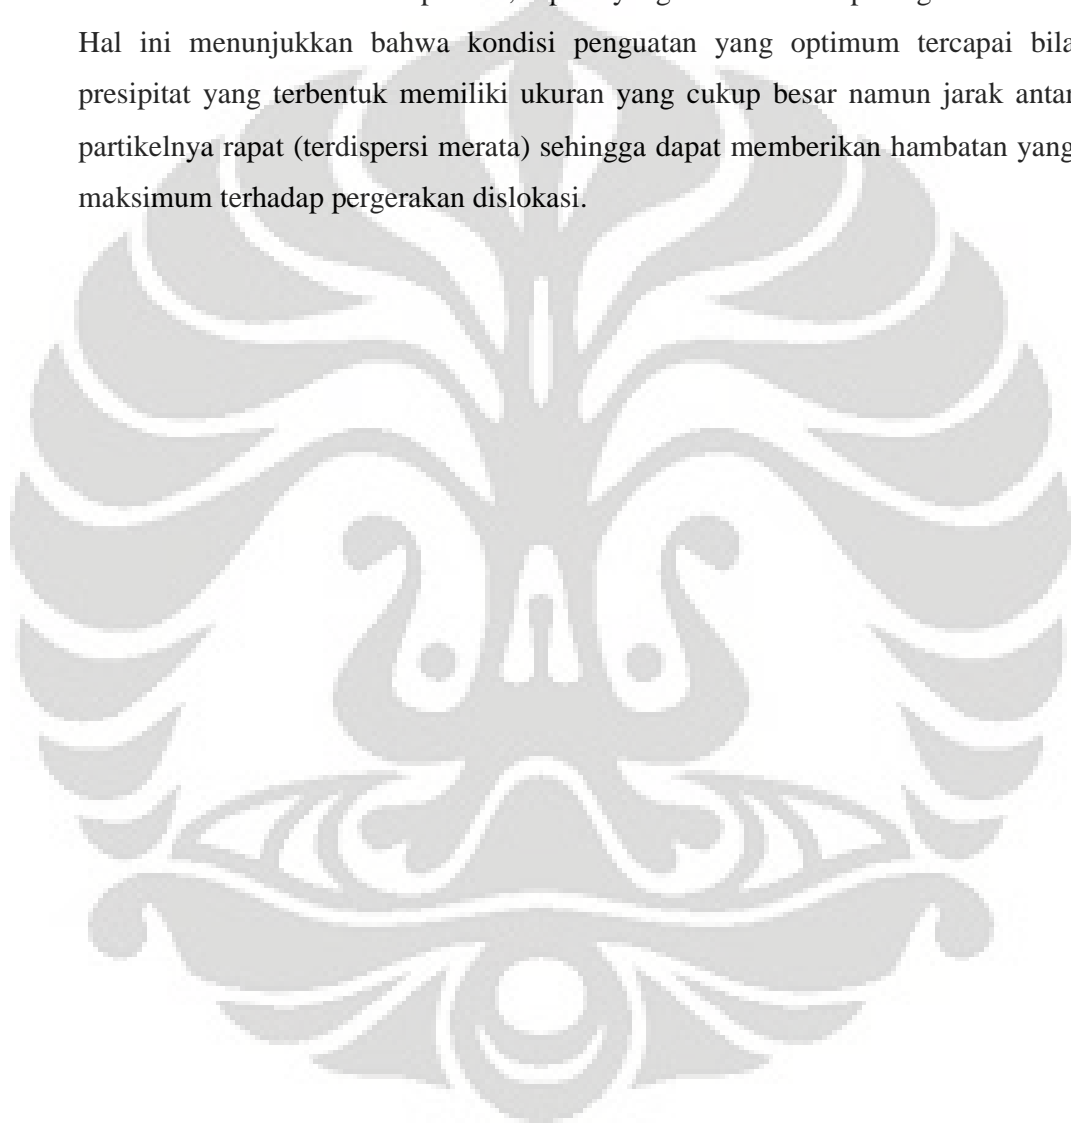 Hal ini menunjukkan bahwa kondisi penguatan yang optimum tercapai bila
presipitat yang terbentuk memiliki ukuran yang cukup besar namun jarak antar
partikelnya rapat (terdispersi merata) sehingga dapat memberikan hambatan yang
maksimum terhadap pergerakan dislokasi.